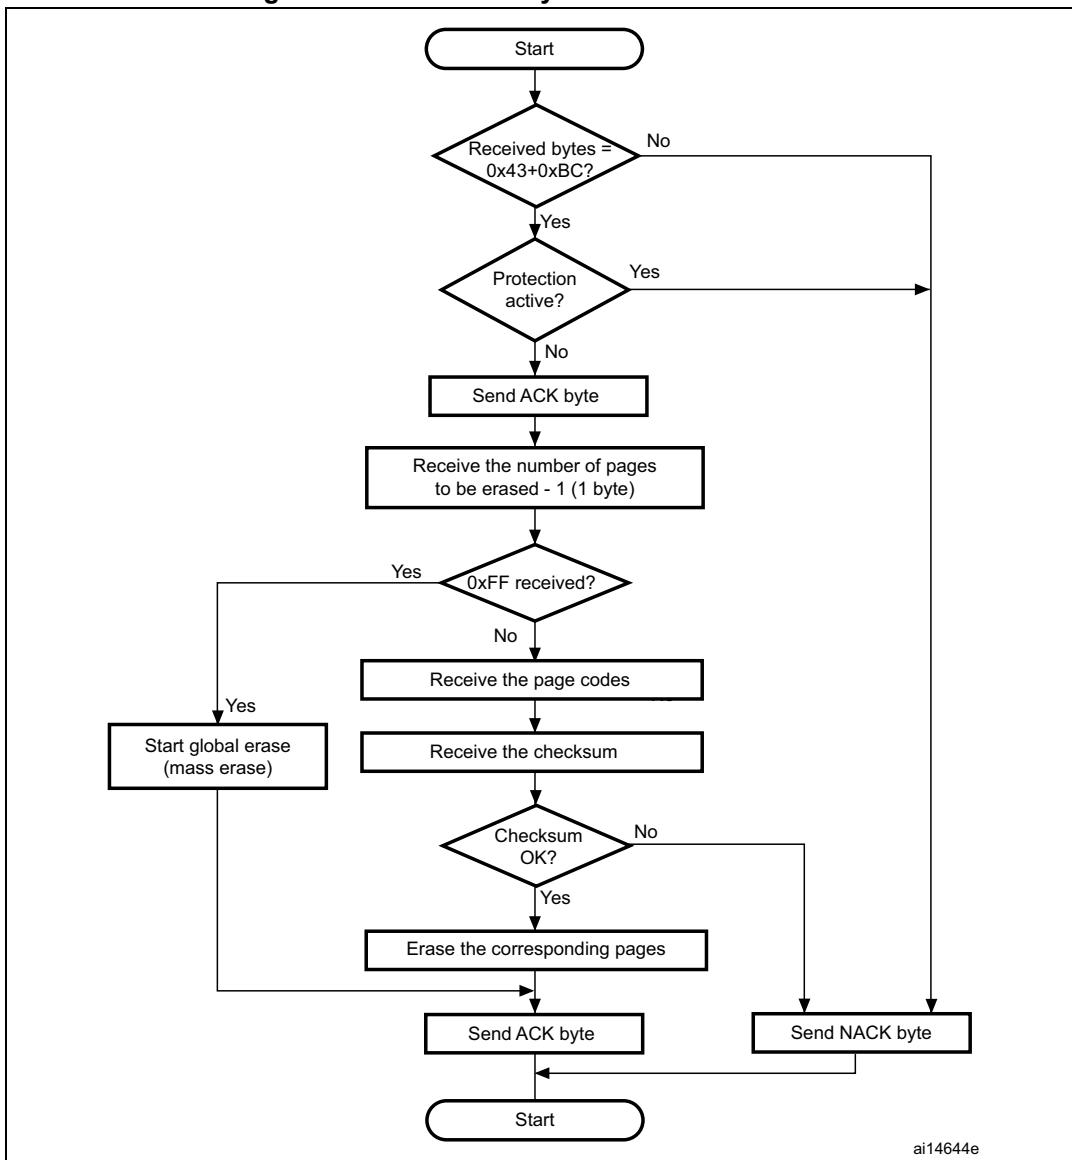 Start
Received bytes =
0x43+0xBC?
No
Yes
Protection
active?
Yes
No
Send ACK byte
Receive the number of pages
to be erased - 1 (1 byte)
Yes
0xFF received?
No
Receive the page codes
Yes
Start global erase
(mass erase)
Receive the checksum
Checksum
OK?
No
Yes
Erase the corresponding pages
Send ACK byte
Send NACK byte
Start
ai14644e